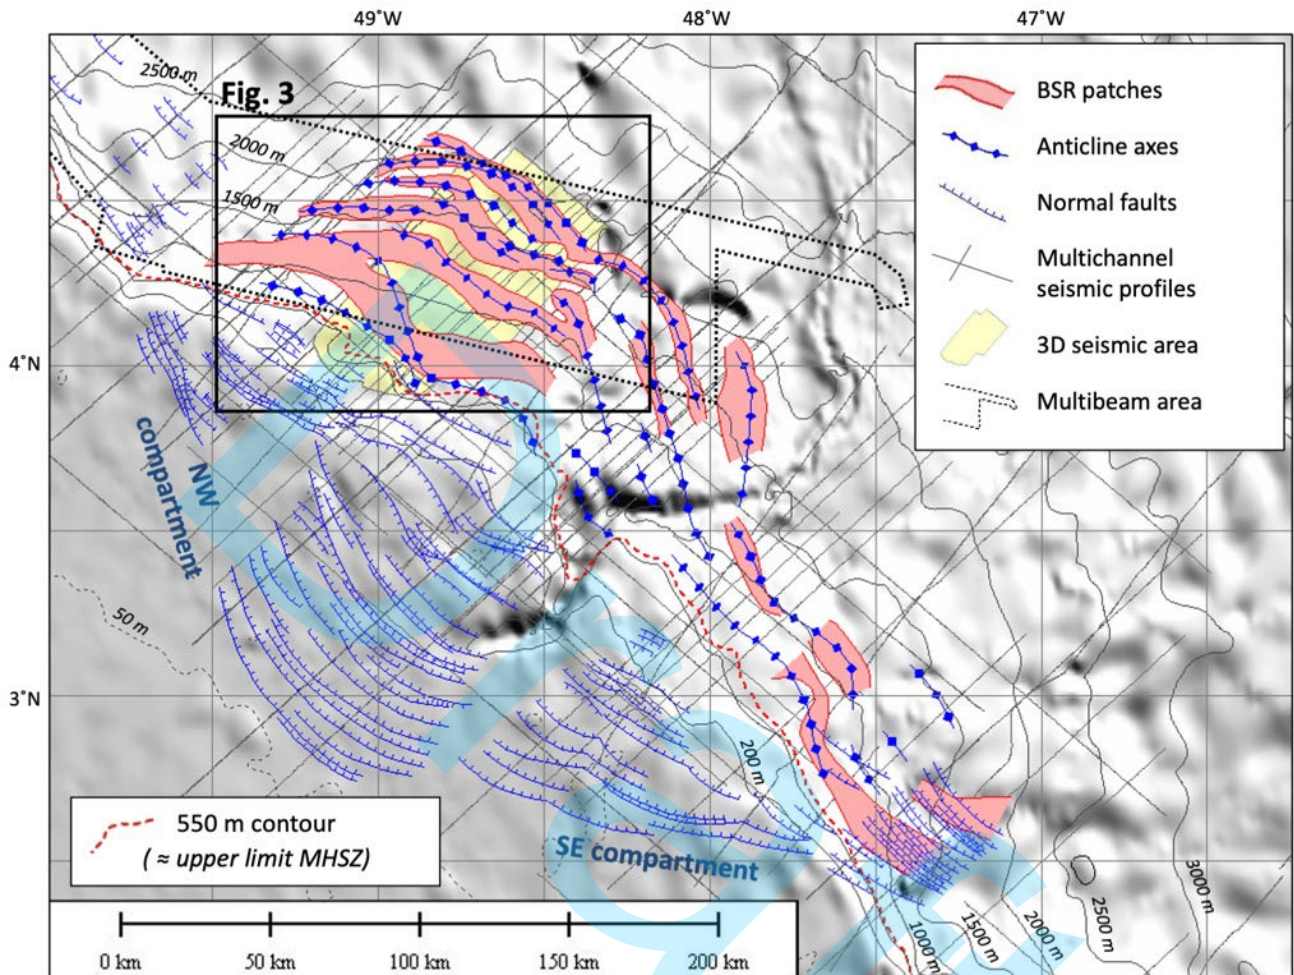 49°W
48°W
47°W
2500 m
Fig. 3
2000 m
1500 m
BSR patches
Anticline axes
Normal faults
Multichannel
seismic profiles
3D seismic area
Multibeam area
4°N
NW
compartment
50 m
3°N
200 m
550 m contour
( ≈ upper limit MHSZ)
SE compartment
1000 m
1500 m
2000 m
2500 m
3000 m
0 km
50 km
100 km
150 km
200 km